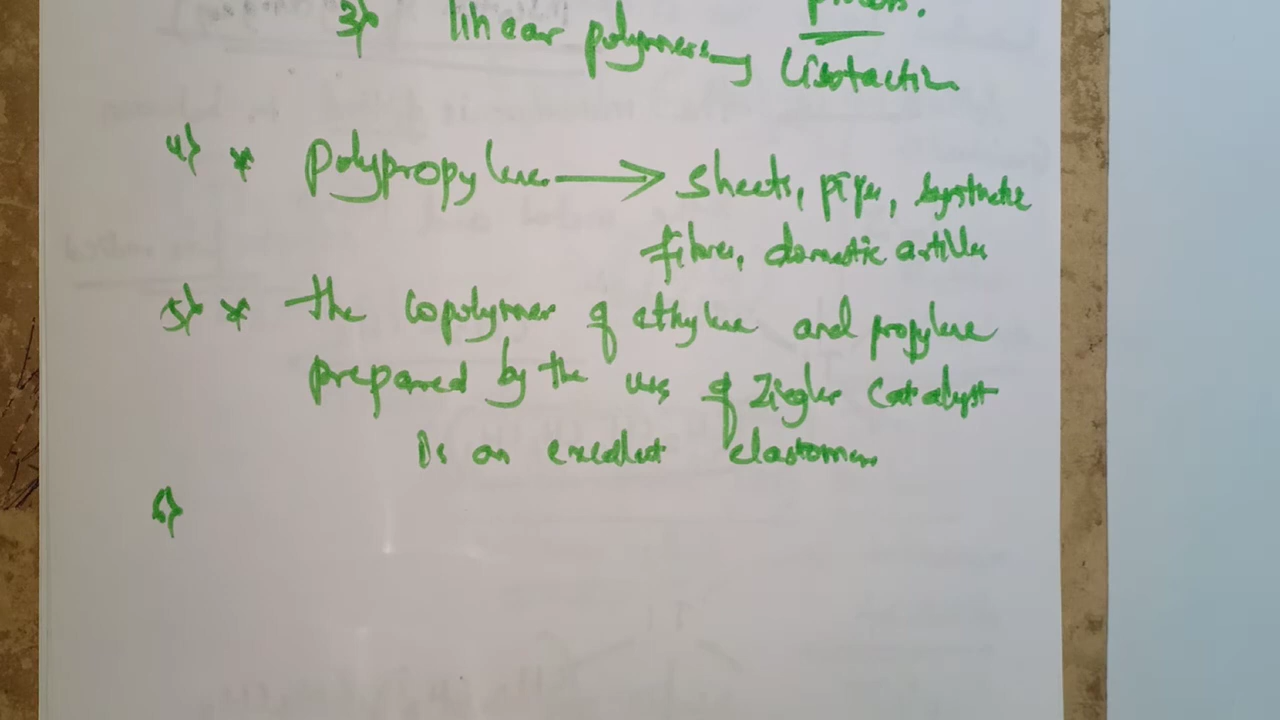 3} linear polymers → (isotactic
4} * Polypropylene → sheets, pipes, synthetic
fibres, domestic articles
5} * the copolymer of ethylene and propylene
prepared by the use of Ziegler Catalyst
is an excellent elastomer
6}